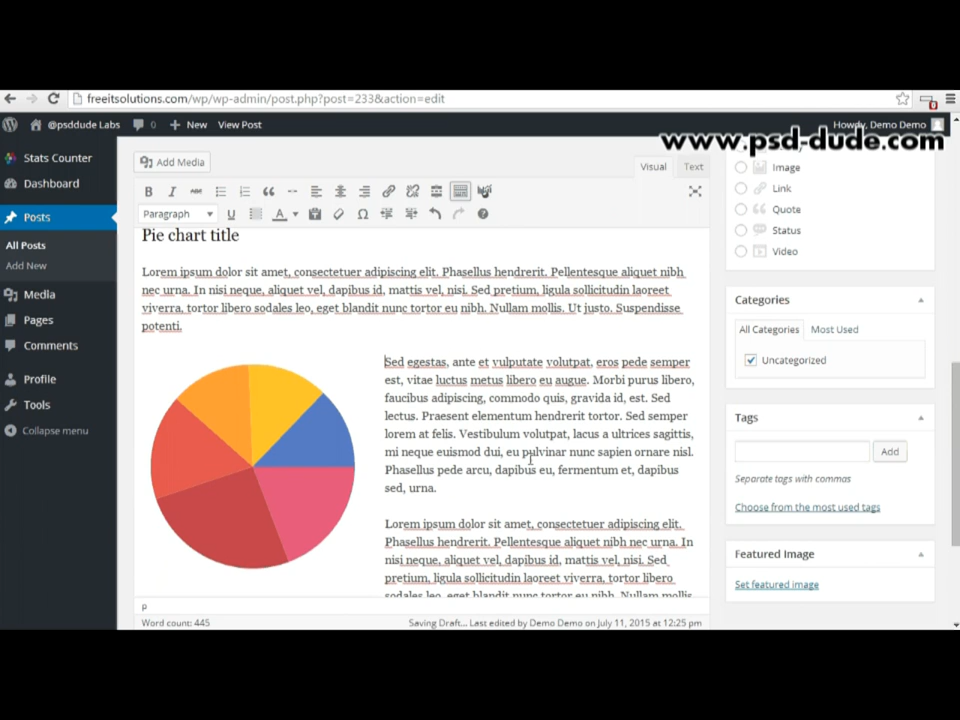 freeitsolutions.com/wp/wp-admin/post.php?post=233&action=edit
@psddude Labs 0 New View Post Howdy, Demo Demo
www.psd-dude.com
Stats Counter
Dashboard
Posts
All Posts
Add New
Media
Pages
Comments
Profile
Tools
Collapse menu
Add Media
Visual Text
B I ABC
Paragraph U A Ω
Pie chart title
Lorem ipsum dolor sit amet, consectetuer adipiscing elit. Phasellus hendrerit. Pellentesque aliquet nibh
nec urna. In nisi neque, aliquet vel, dapibus id, mattis vel, nisi. Sed pretium, ligula sollicitudin laoreet
viverra, tortor libero sodales leo, eget blandit nunc tortor eu nibh. Nullam mollis. Ut justo. Suspendisse
potenti.
Sed egestas, ante et vulputate volutpat, eros pede semper
est, vitae luctus metus libero eu augue. Morbi purus libero,
faucibus adipiscing, commodo quis, gravida id, est. Sed
lectus. Praesent elementum hendrerit tortor. Sed semper
lorem at felis. Vestibulum volutpat, lacus a ultrices sagittis,
mi neque euismod dui, eu pulvinar nunc sapien ornare nisl.
Phasellus pede arcu, dapibus eu, fermentum et, dapibus
sed, urna.
Lorem ipsum dolor sit amet, consectetuer adipiscing elit.
Phasellus hendrerit. Pellentesque aliquet nibh nec urna. In
nisi neque, aliquet vel, dapibus id, mattis vel, nisi. Sed
pretium, ligula sollicitudin laoreet viverra, tortor libero
sodales leo, eget blandit nunc tortor eu nibh. Nullam mollis.
p
Word count: 445
Saving Draft... Last edited by Demo Demo on July 11, 2015 at 12:25 pm
Image
Link
Quote
Status
Video
Categories
All Categories Most Used
Uncategorized
Tags
Add
Separate tags with commas
Choose from the most used tags
Featured Image
Set featured image